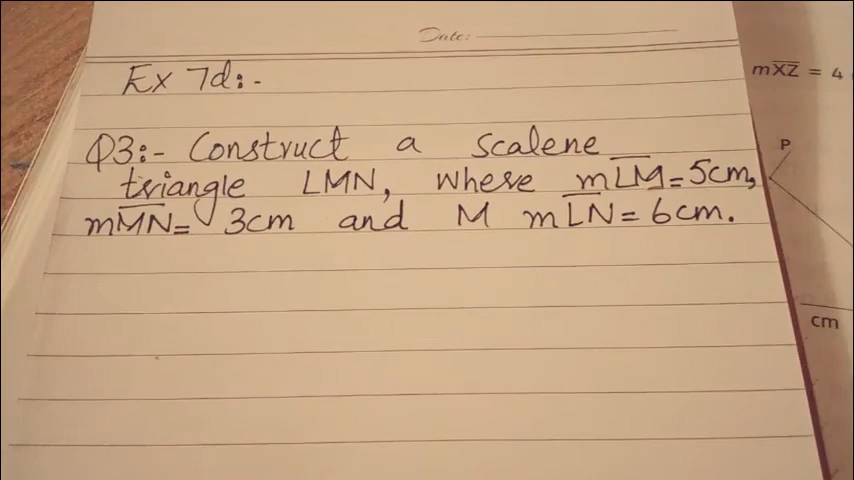 Date:
Ex 7d:-
Q3:- Construct a scalene
triangle LMN, where mLM=5cm,
mMN= 3cm and M mLN=6cm.
mXZ = 4
P
cm